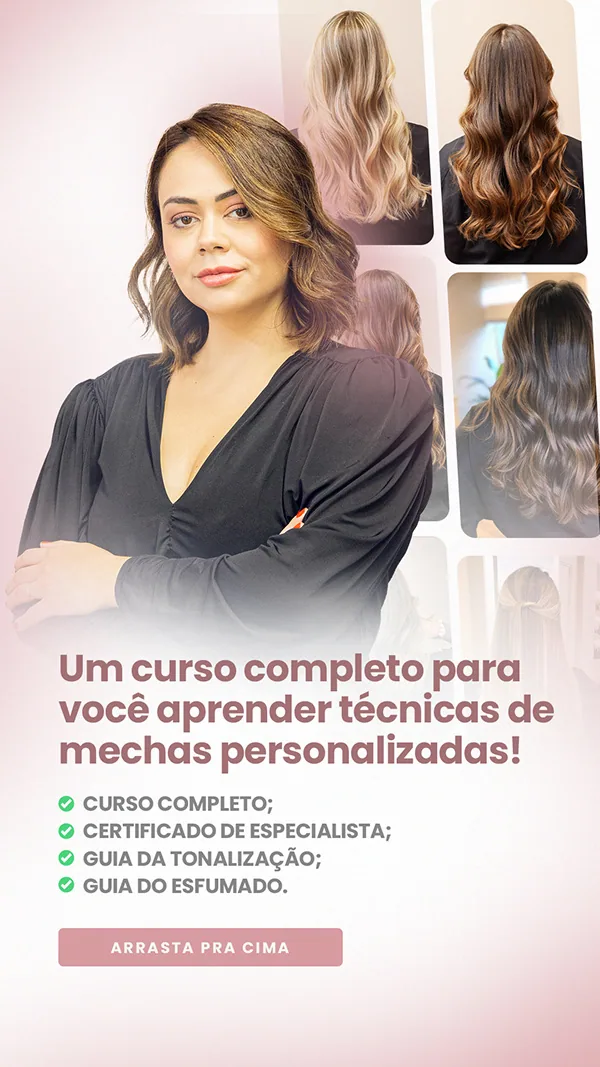 Um curso completo para
você aprender técnicas de
mechas personalizadas!
CURSO COMPLETO;
CERTIFICADO DE ESPECIALISTA;
GUIA DA TONALIZAÇÃO;
GUIA DO ESFUMADO.
ARRASTA PRA CIMA